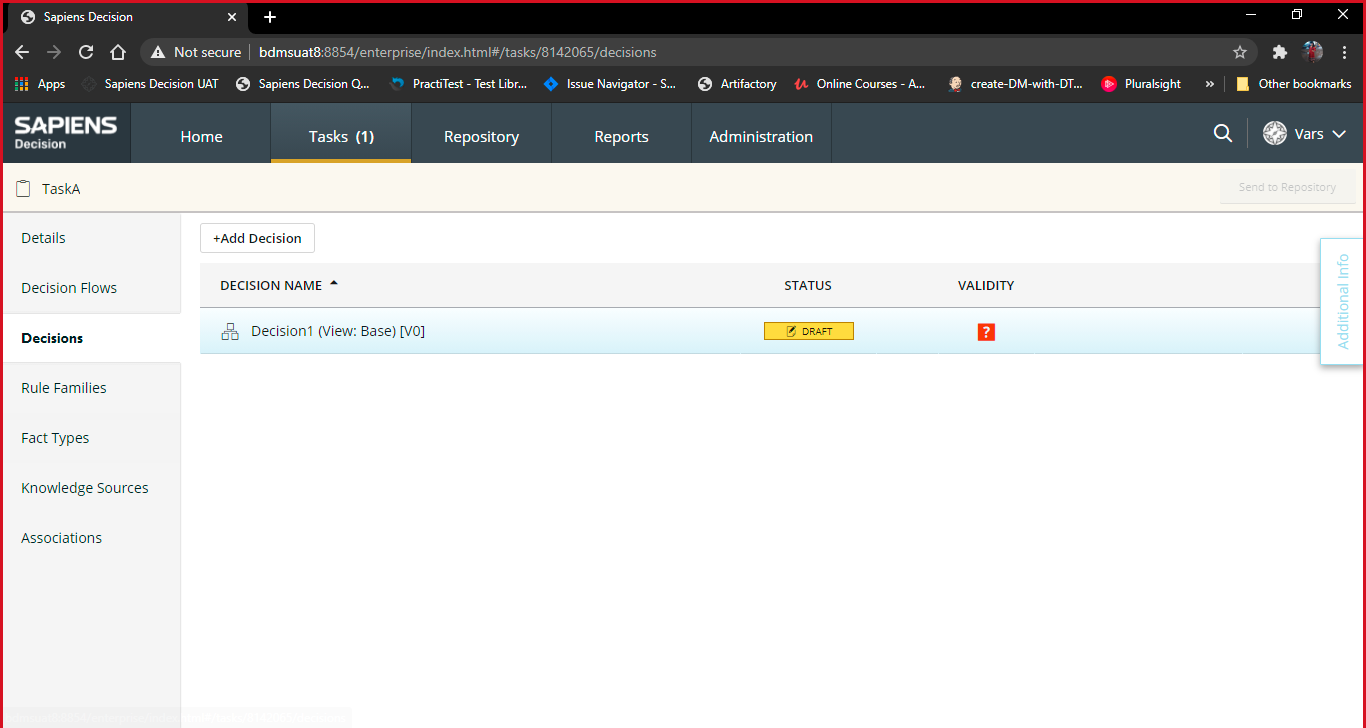 Sapiens Decision
Not secure bdmsuat8:8854/enterprise/index.html#/tasks/8142065/decisions
Apps Sapiens Decision UAT Sapiens Decision Q... PractiTest - Test Libr... Issue Navigator - S... Artifactory Online Courses - A... create-DM-with-DT... Pluralsight » Other bookmarks
SAPIENS
Decision
Home Tasks (1) Repository Reports Administration Vars
TaskA Send to Repository
Details
Decision Flows
Decisions
Rule Families
Fact Types
Knowledge Sources
Associations
+Add Decision
DECISION NAME STATUS VALIDITY
Decision1 (View: Base) [V0] DRAFT ?
Additional Info